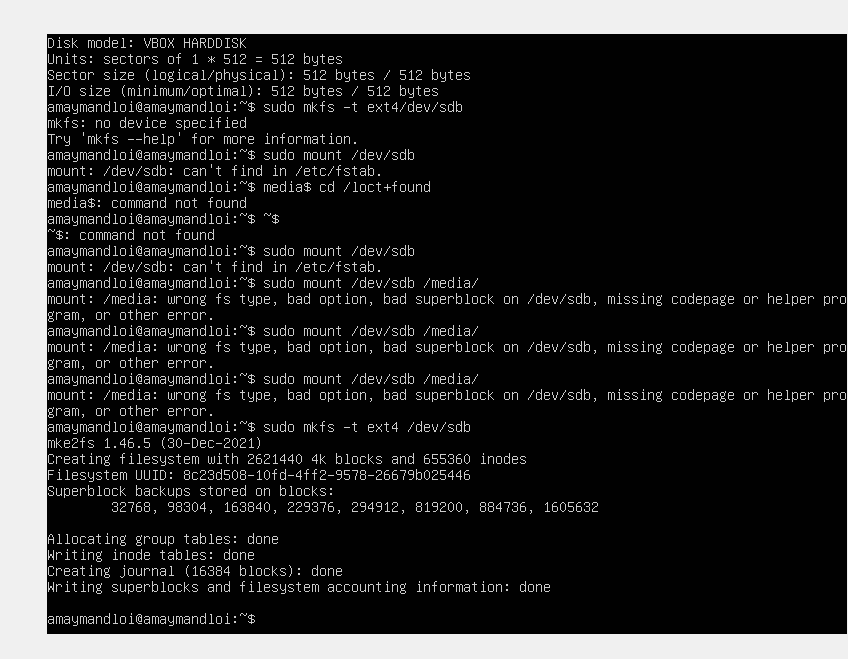 Disk model: VBOX HARDDISK
Units: sectors of 1 * 512 = 512 bytes
Sector size (logical/physical): 512 bytes / 512 bytes
I/O size (minimum/optimal): 512 bytes / 512 bytes
amaymandloi@amaymandloi:~$ sudo mkfs -t ext4/dev/sdb
mkfs: no device specified
Try 'mkfs --help' for more information.
amaymandloi@amaymandloi:~$ sudo mount /dev/sdb
mount: /dev/sdb: can't find in /etc/fstab.
amaymandloi@amaymandloi:~$ media$ cd /loct+found
media$: command not found
amaymandloi@amaymandloi:~$ ~$
~$: command not found
amaymandloi@amaymandloi:~$ sudo mount /dev/sdb
mount: /dev/sdb: can't find in /etc/fstab.
amaymandloi@amaymandloi:~$ sudo mount /dev/sdb /media/
mount: /media: wrong fs type, bad option, bad superblock on /dev/sdb, missing codepage or helper pro
gram, or other error.
amaymandloi@amaymandloi:~$ sudo mount /dev/sdb /media/
mount: /media: wrong fs type, bad option, bad superblock on /dev/sdb, missing codepage or helper pro
gram, or other error.
amaymandloi@amaymandloi:~$ sudo mount /dev/sdb /media/
mount: /media: wrong fs type, bad option, bad superblock on /dev/sdb, missing codepage or helper pro
gram, or other error.
amaymandloi@amaymandloi:~$ sudo mkfs -t ext4 /dev/sdb
mke2fs 1.46.5 (30-Dec-2021)
Creating filesystem with 2621440 4k blocks and 655360 inodes
Filesystem UUID: 8c23d508-10fd-4ff2-9578-26679b025446
Superblock backups stored on blocks:
32768, 98304, 163840, 229376, 294912, 819200, 884736, 1605632
Allocating group tables: done
Writing inode tables: done
Creating journal (16384 blocks): done
Writing superblocks and filesystem accounting information: done
amaymandloi@amaymandloi:~$